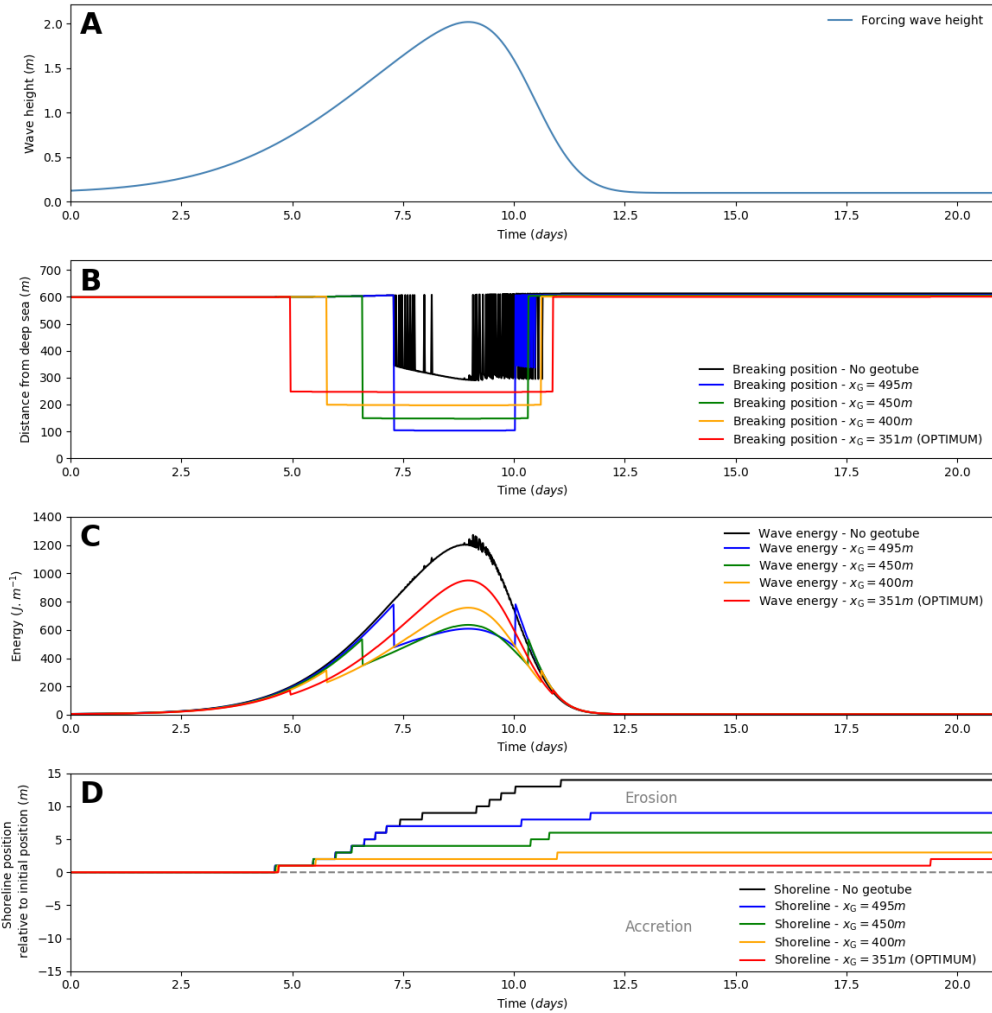 A
Forcing wave height
Wave height (m)
2.0
1.5
1.0
0.5
0.0
0.0 2.5 5.0 7.5 10.0 12.5 15.0 17.5 20.0
Time (days)
B
Distance from deep sea (m)
700
600
500
400
300
200
100
0
Breaking position - No geotube
Breaking position - x_G = 495m
Breaking position - x_G = 450m
Breaking position - x_G = 400m
Breaking position - x_G = 351m (OPTIMUM)
0.0 2.5 5.0 7.5 10.0 12.5 15.0 17.5 20.0
Time (days)
C
Energy (J. m⁻¹)
1400
1200
1000
800
600
400
200
0
Wave energy - No geotube
Wave energy - x_G = 495m
Wave energy - x_G = 450m
Wave energy - x_G = 400m
Wave energy - x_G = 351m (OPTIMUM)
0.0 2.5 5.0 7.5 10.0 12.5 15.0 17.5 20.0
Time (days)
D
Shoreline position
relative to initial position (m)
15
10
5
0
−5
−10
−15
Erosion
Accretion
Shoreline - No geotube
Shoreline - x_G = 495m
Shoreline - x_G = 450m
Shoreline - x_G = 400m
Shoreline - x_G = 351m (OPTIMUM)
0.0 2.5 5.0 7.5 10.0 12.5 15.0 17.5 20.0
Time (days)